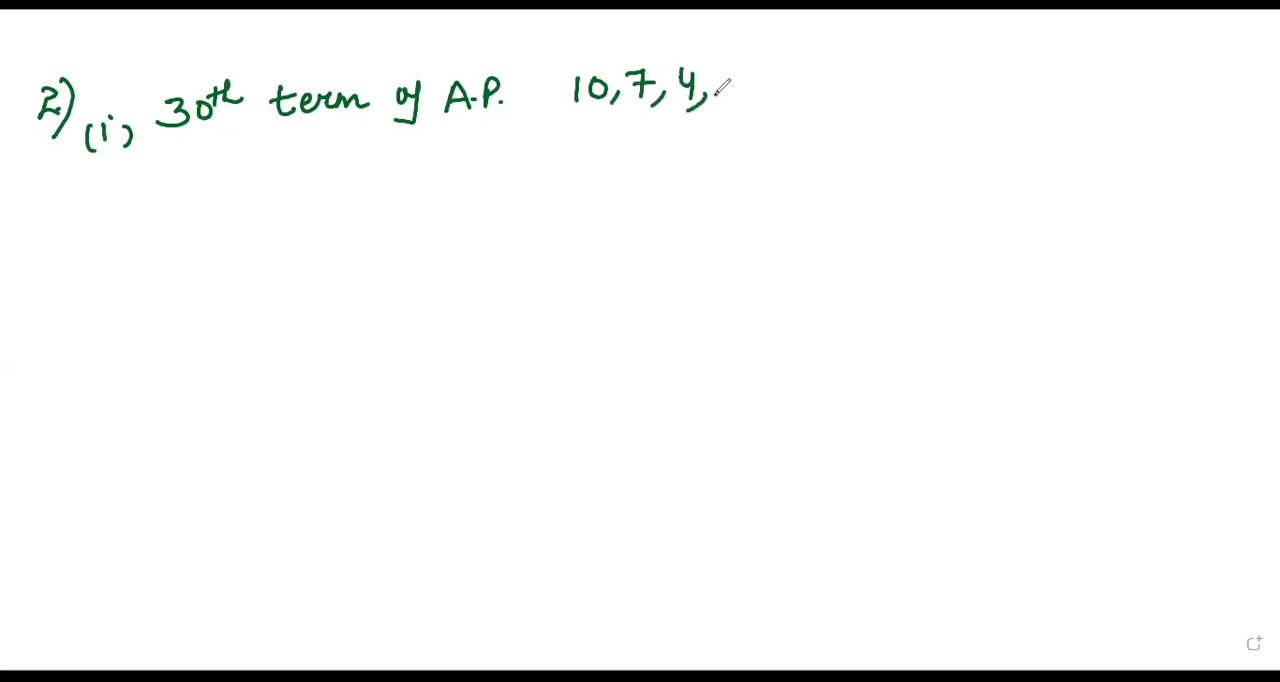 2) (i) 30th term of A.P. 10, 7, 4,